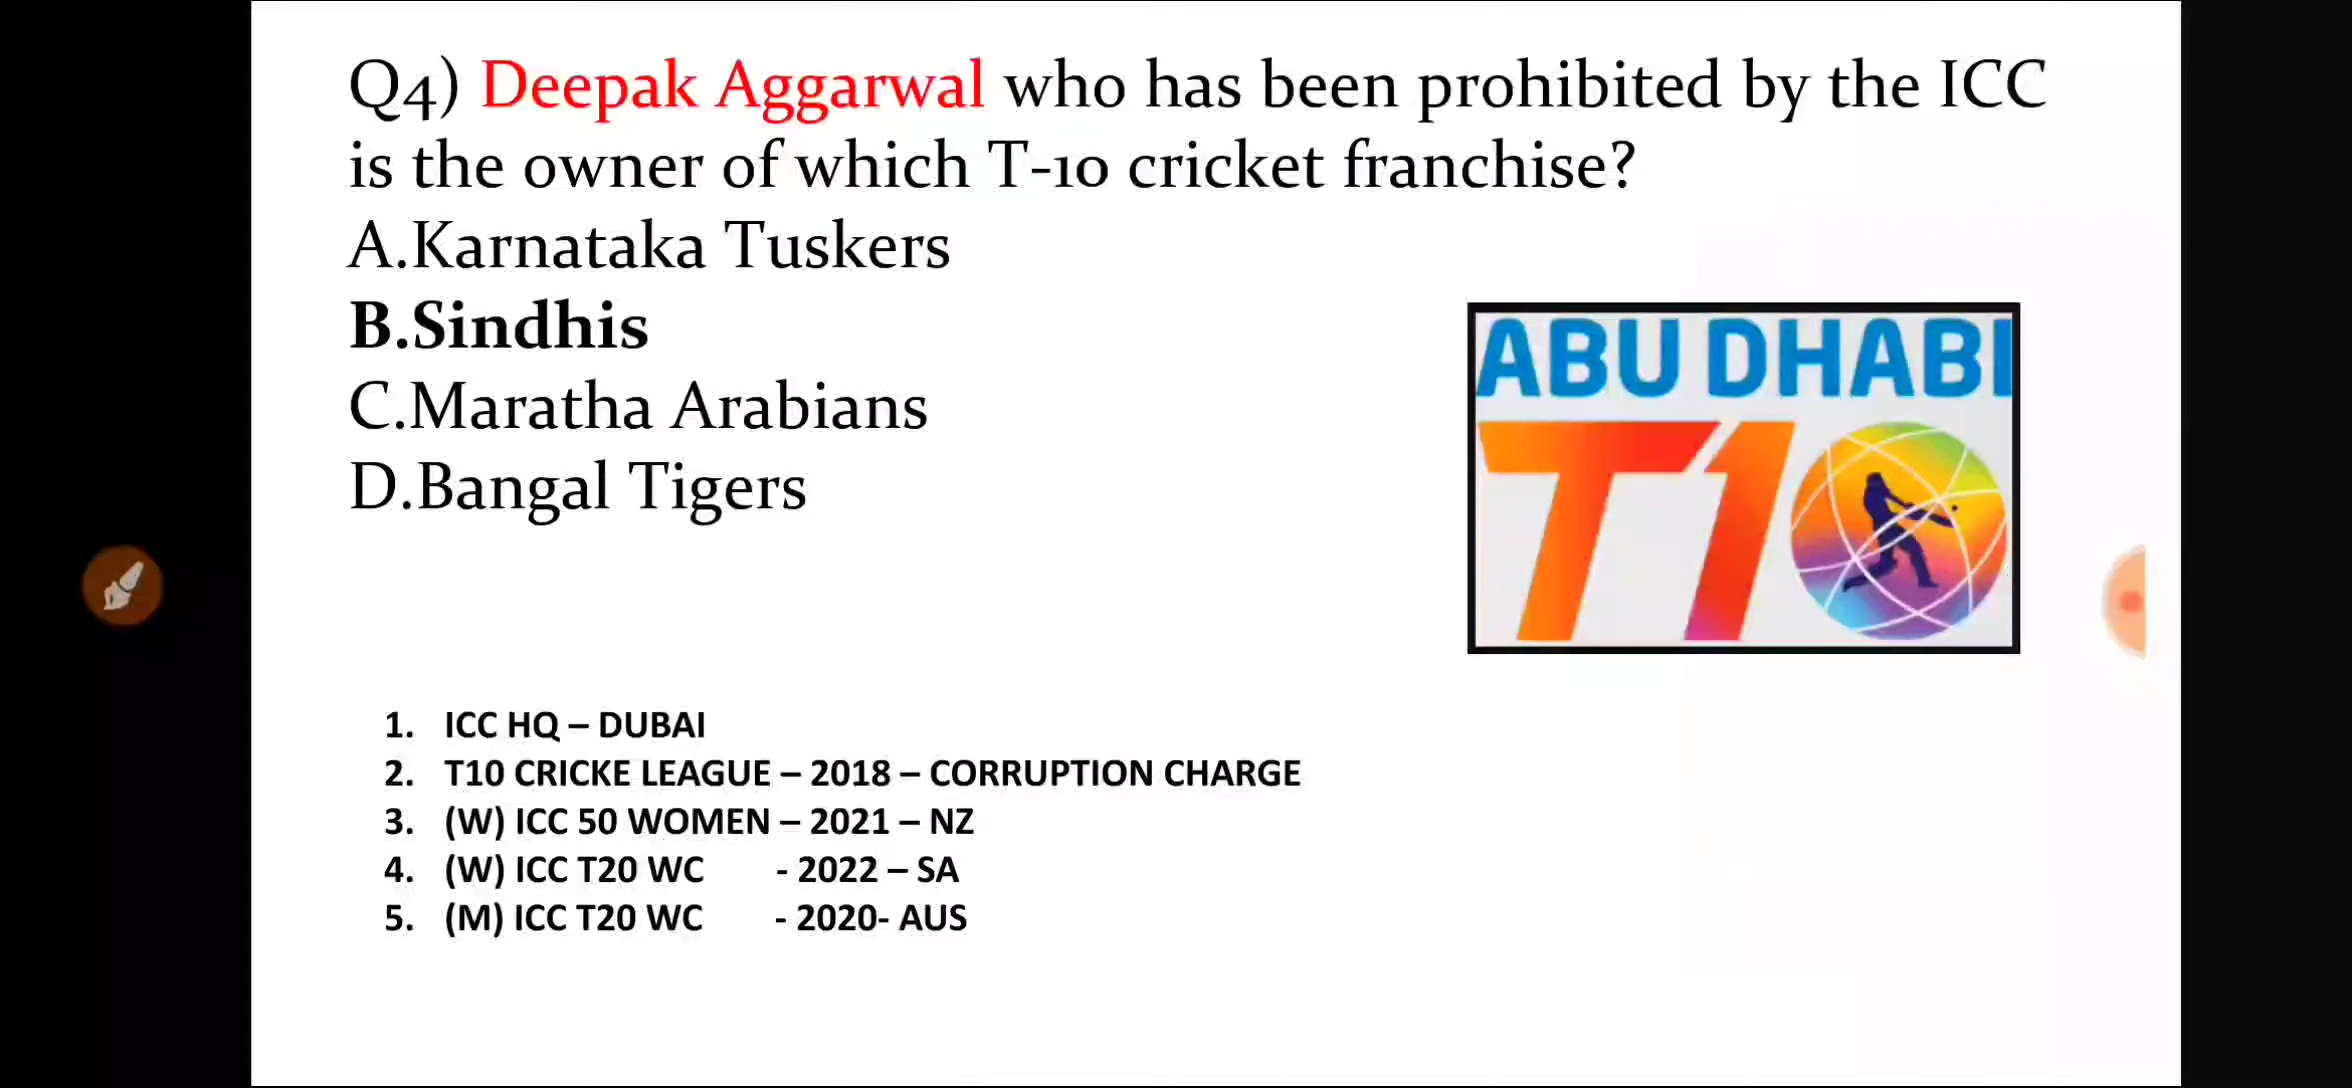 Q4) Deepak Aggarwal who has been prohibited by the ICC
is the owner of which T-10 cricket franchise?
A.Karnataka Tuskers
B.Sindhis
C.Maratha Arabians
D.Bangal Tigers
ABU DHABI
T10
1. ICC HQ – DUBAI
2. T10 CRICKE LEAGUE – 2018 – CORRUPTION CHARGE
3. (W) ICC 50 WOMEN – 2021 – NZ
4. (W) ICC T20 WC - 2022 – SA
5. (M) ICC T20 WC - 2020- AUS